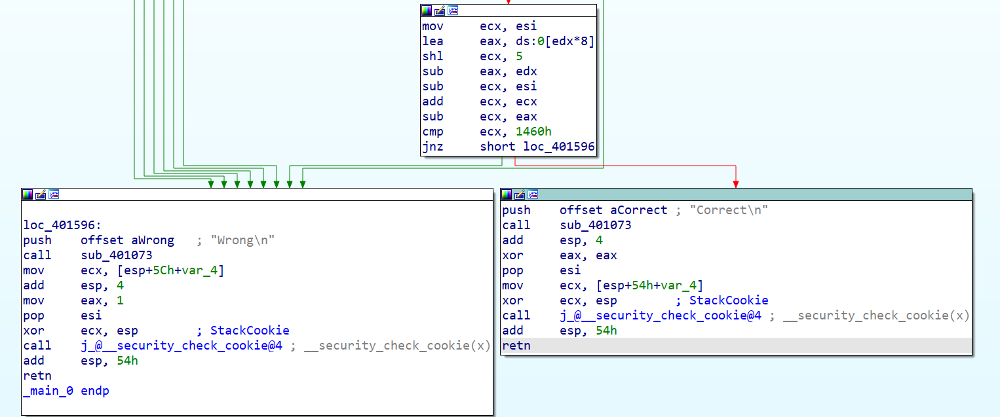 mov ecx, esi
lea eax, ds:0[edx*8]
shl ecx, 5
sub eax, edx
sub ecx, esi
add ecx, ecx
sub ecx, eax
cmp ecx, 1460h
jnz short loc_401596
loc_401596:
push offset aWrong ; "Wrong\n"
call sub_401073
mov ecx, [esp+5Ch+var_4]
add esp, 4
mov eax, 1
pop esi
xor ecx, esp ; StackCookie
call j_@__security_check_cookie@4 ; __security_check_cookie(x)
add esp, 54h
retn
_main_0 endp
push offset aCorrect ; "Correct\n"
call sub_401073
add esp, 4
xor eax, eax
pop esi
mov ecx, [esp+54h+var_4]
xor ecx, esp ; StackCookie
call j_@__security_check_cookie@4 ; __security_check_cookie(x)
add esp, 54h
retn